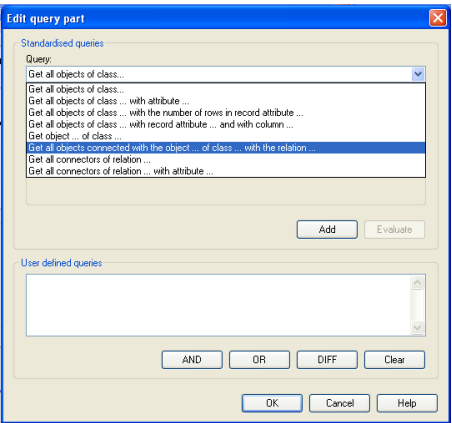 Edit query part
Standardised queries
Query:
Get all objects of class...
Get all objects of class...
Get all objects of class ... with attribute ...
Get all objects of class ... with the number of rows in record attribute ...
Get all objects of class ... with record attribute ... and with column ...
Get object ... of class ...
Get all objects connected with the object ... of class ... with the relation ...
Get all connectors of relation ...
Get all connectors of relation ... with attribute ...
Add Evaluate
User defined queries
AND OR DIFF Clear
OK Cancel Help